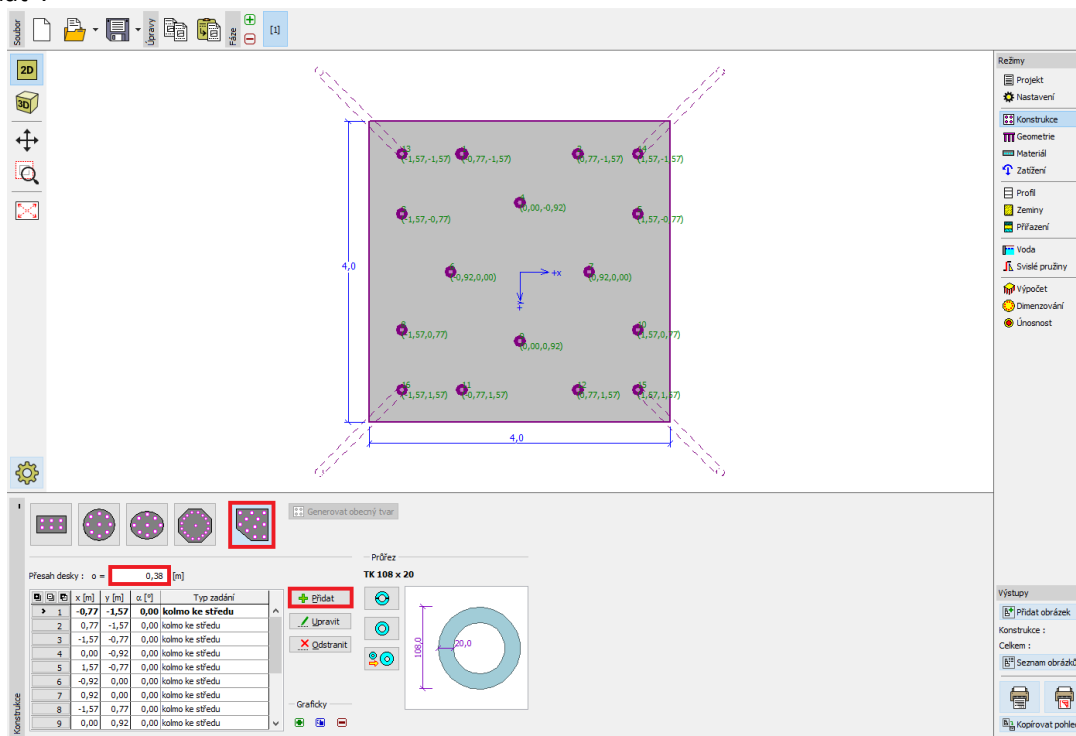 Soubor
Úpravy
Fáze
[1]
2D
3D
Režimy
Projekt
Nastavení
Konstrukce
Geometrie
Materiál
Zatížení
Profil
Zeminy
Přiřazení
Voda
Svislé pružiny
Výpočet
Dimenzování
Únosnost
13
14
(-1,57,-1,57)
(-0,77,-1,57)
(0,77,-1,57)
(1,57,-1,57)
(0,00,-0,92)
(-1,57,-0,77)
(1,57,-0,77)
4,0
+x
(-0,92,0,00)
(0,92,0,00)
+y
10
(-1,57,0,77)
(1,57,0,77)
(0,00,0,92)
16
11
12
15
(-1,57,1,57)
(-0,77,1,57)
(0,77,1,57)
(1,57,1,57)
4,0
Generovat obecný tvar
Přesah desky : o = 0,38 [m]
x [m] y [m] α [°] Typ zadání
1 -0,77 -1,57 0,00 kolmo ke středu
2 0,77 -1,57 0,00 kolmo ke středu
3 -1,57 -0,77 0,00 kolmo ke středu
4 0,00 -0,92 0,00 kolmo ke středu
5 1,57 -0,77 0,00 kolmo ke středu
6 -0,92 0,00 0,00 kolmo ke středu
7 0,92 0,00 0,00 kolmo ke středu
8 -1,57 0,77 0,00 kolmo ke středu
9 0,00 0,92 0,00 kolmo ke středu
Přidat
Upravit
Odstranit
Graficky
Průřez
TK 108 x 20
108,0
20,0
Konstrukce
Výstupy
Přidat obrázek
Konstrukce :
Celkem :
Seznam obrázků
Kopírovat pohled